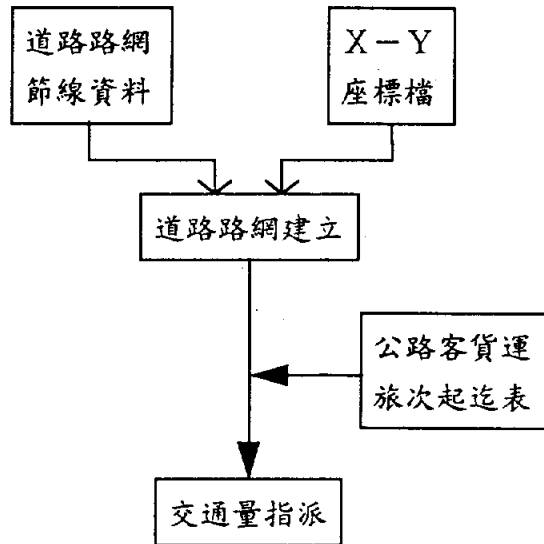 道路路網
節線資料
X－Y
座標檔
道路路網建立
公路客貨運
旅次起迄表
交通量指派